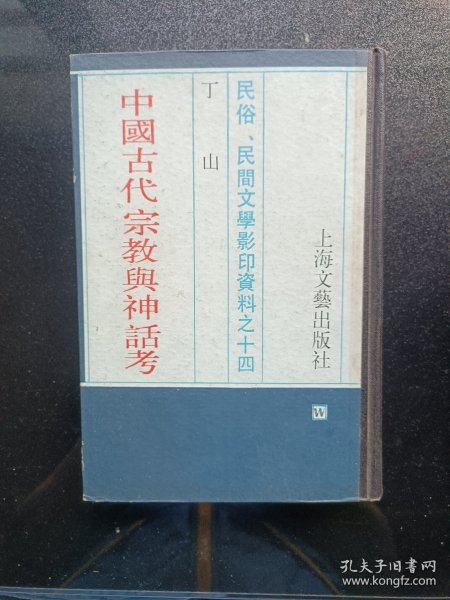 上海文藝出版社
民俗、民間文學影印資料之十四
丁山
中國古代宗教與神話考
W
孔夫子旧书网
www.kongfz.com